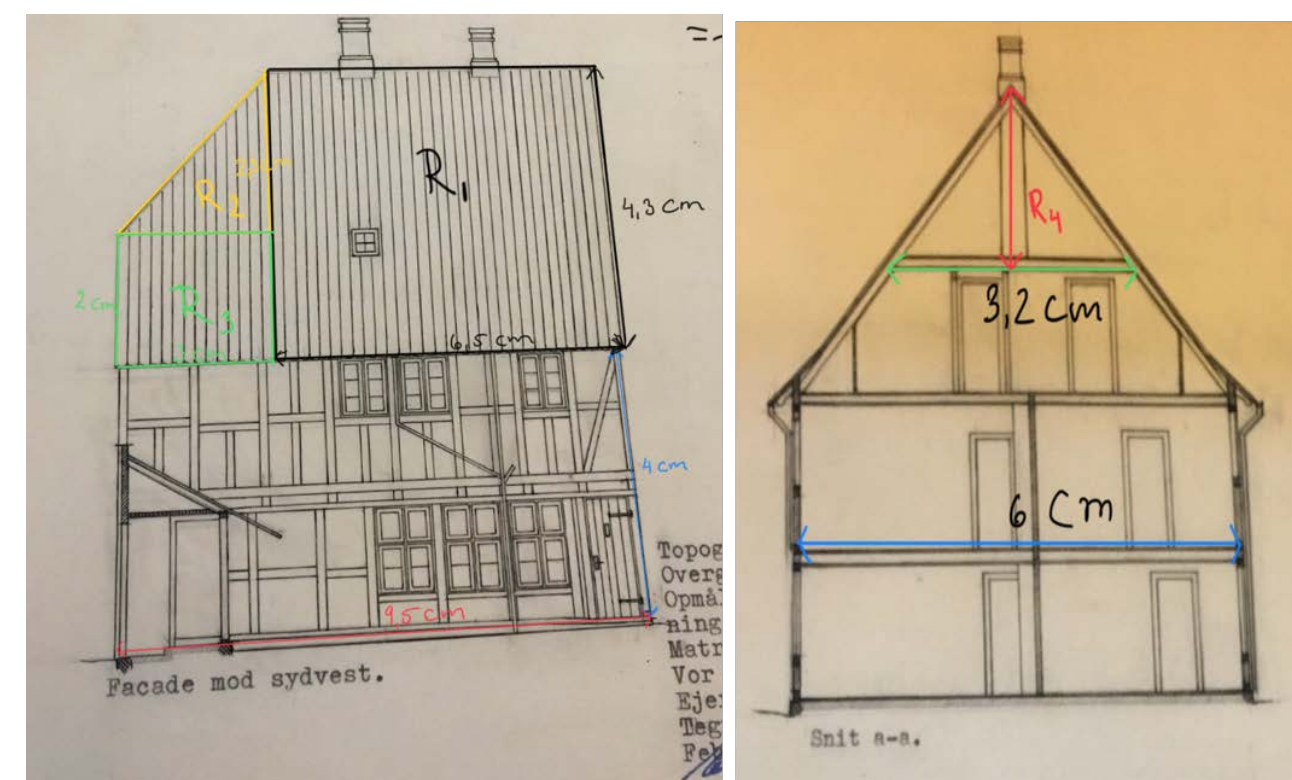 R₂
R₁
4,3 cm
R₄
2 cm
R₃
6,5 cm
3,2 cm
4 cm
6 Cm
9,5 cm
Facade mod sydvest.
Topog
Overg
Opmå
ning
Matr
Vor
Eje
Teg
Feb
Snit a-a.